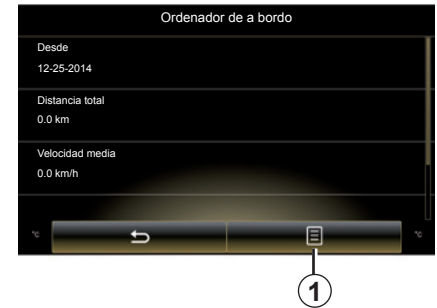 Ordenador de a bordo
Desde
12-25-2014
Distancia total
0.0 km
Velocidad media
0.0 km/h
°C
°C
1